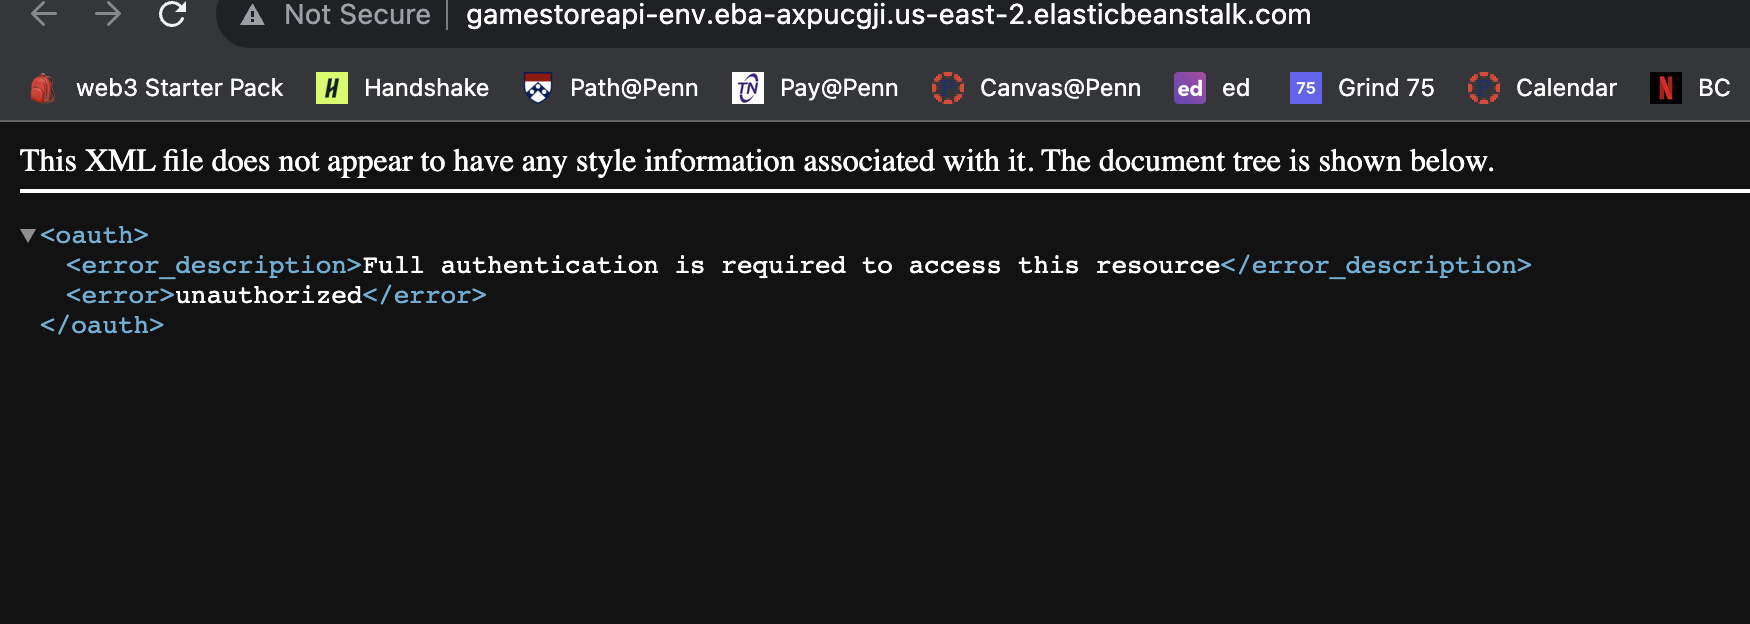 Not Secure gamestoreapi-env.eba-axpucgji.us-east-2.elasticbeanstalk.com
web3 Starter Pack H Handshake Path@Penn TN Pay@Penn Canvas@Penn ed ed 75 Grind 75 Calendar N BC
This XML file does not appear to have any style information associated with it. The document tree is shown below.
▼<oauth>
<error_description>Full authentication is required to access this resource</error_description>
<error>unauthorized</error>
</oauth>